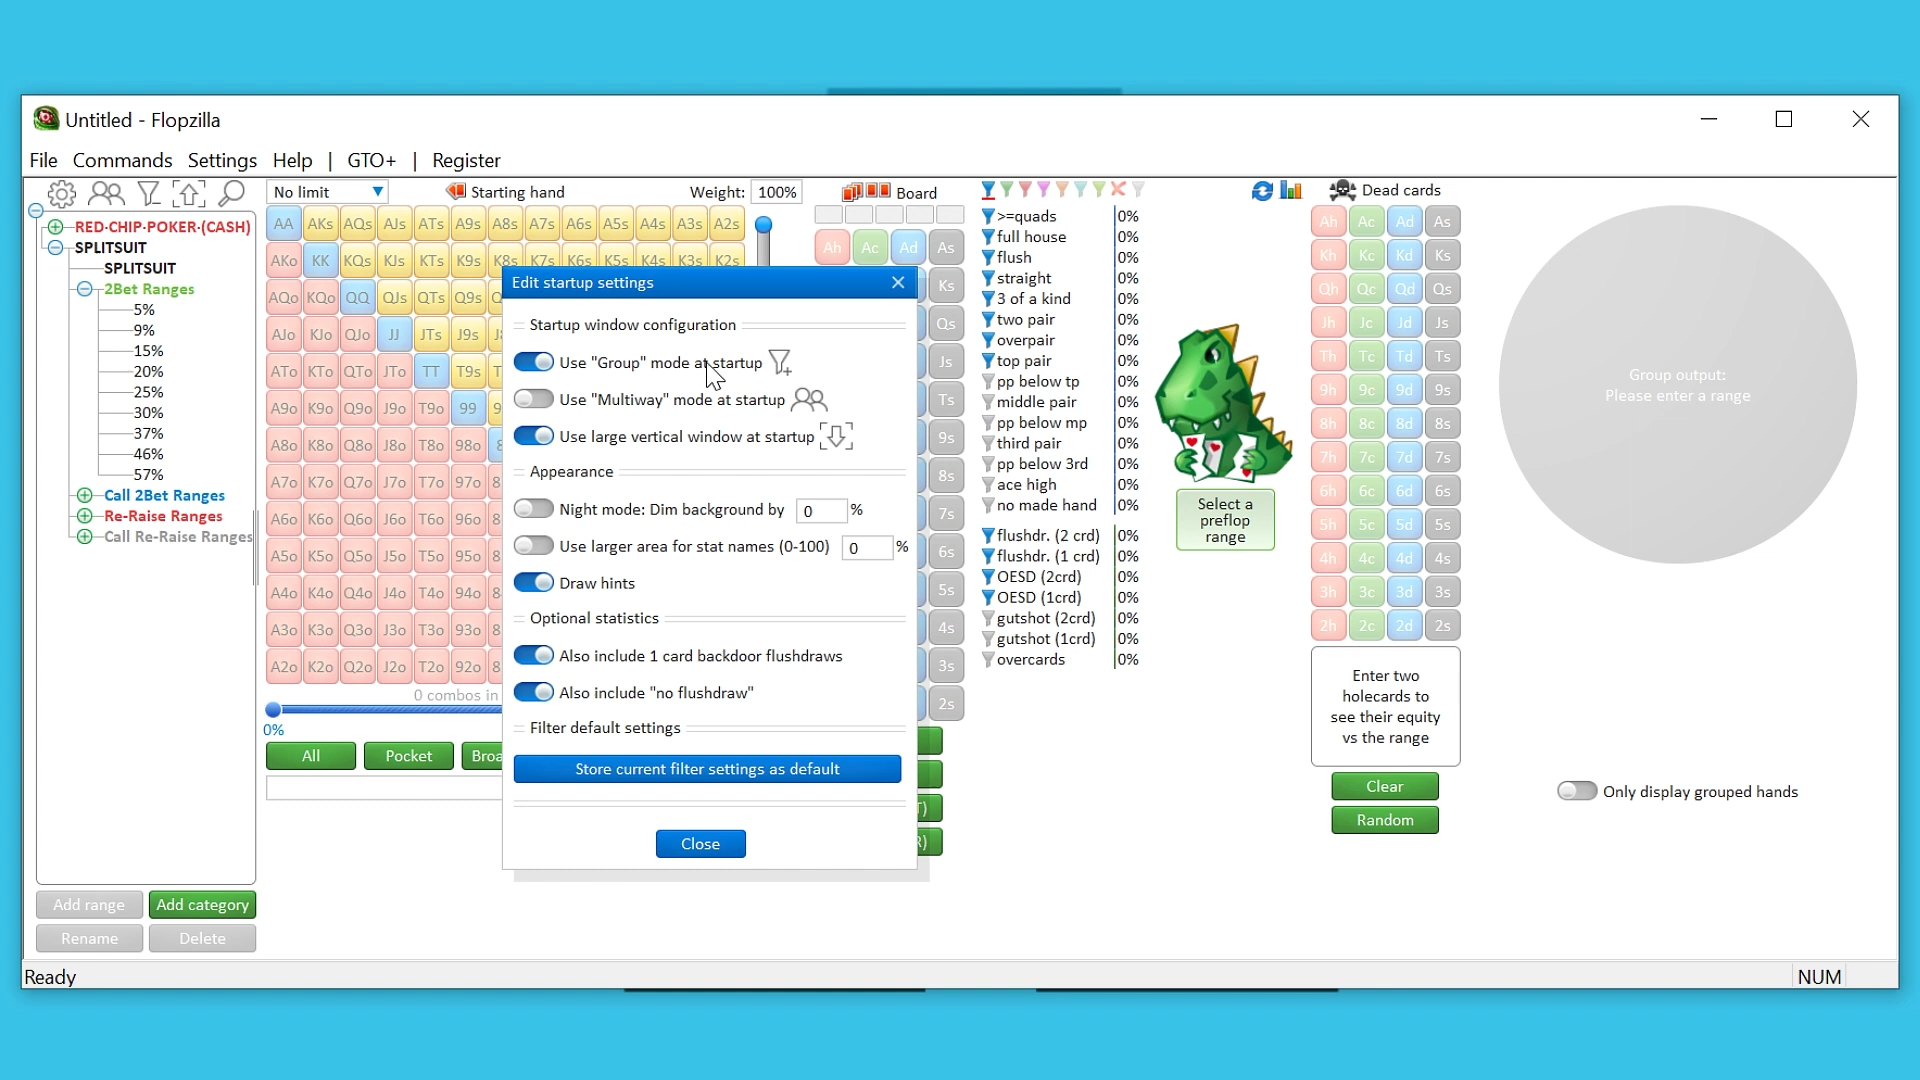 Untitled - Flopzilla
File Commands Settings Help | GTO+ | Register
No limit
Starting hand
Weight: 100%
Board
Dead cards
RED·CHIP·POKER·(CASH)
SPLITSUIT
SPLITSUIT
2Bet Ranges
5%
9%
15%
20%
25%
30%
37%
46%
57%
Call 2Bet Ranges
Re-Raise Ranges
Call Re-Raise Ranges
Add range
Add category
Rename
Delete
AA AKs AQs AJs ATs A9s A8s A7s A6s A5s A4s A3s A2s
AKo KK KQs KJs KTs K9s K8s K7s K6s K5s K4s K3s K2s
AQo KQo QQ QJs QTs Q9s
AJo KJo QJo JJ JTs J9s
ATo KTo QTo JTo TT T9s
A9o K9o Q9o J9o T9o 99
A8o K8o Q8o J8o T8o 98o
A7o K7o Q7o J7o T7o 97o
A6o K6o Q6o J6o T6o 96o
A5o K5o Q5o J5o T5o 95o
A4o K4o Q4o J4o T4o 94o
A3o K3o Q3o J3o T3o 93o
A2o K2o Q2o J2o T2o 92o
0 combos in
0%
All
Pocket
Edit startup settings
Startup window configuration
Use "Group" mode at startup
Use "Multiway" mode at startup
Use large vertical window at startup
Appearance
Night mode: Dim background by 0 %
Use larger area for stat names (0-100) 0 %
Draw hints
Optional statistics
Also include 1 card backdoor flushdraws
Also include "no flushdraw"
Filter default settings
Store current filter settings as default
Close
Ah Ac Ad As
Ks
Qs
Js
Ts
9s
8s
7s
6s
5s
4s
3s
2s
>=quads 0%
full house 0%
flush 0%
straight 0%
3 of a kind 0%
two pair 0%
overpair 0%
top pair 0%
pp below tp 0%
middle pair 0%
pp below mp 0%
third pair 0%
pp below 3rd 0%
ace high 0%
no made hand 0%
flushdr. (2 crd) 0%
flushdr. (1 crd) 0%
OESD (2crd) 0%
OESD (1crd) 0%
gutshot (2crd) 0%
gutshot (1crd) 0%
overcards 0%
Select a
preflop
range
Ah Ac Ad As
Kh Kc Kd Ks
Qh Qc Qd Qs
Jh Jc Jd Js
Th Tc Td Ts
9h 9c 9d 9s
8h 8c 8d 8s
7h 7c 7d 7s
6h 6c 6d 6s
5h 5c 5d 5s
4h 4c 4d 4s
3h 3c 3d 3s
2h 2c 2d 2s
Enter two
holecards to
see their equity
vs the range
Clear
Random
Group output:
Please enter a range
Only display grouped hands
Ready
NUM